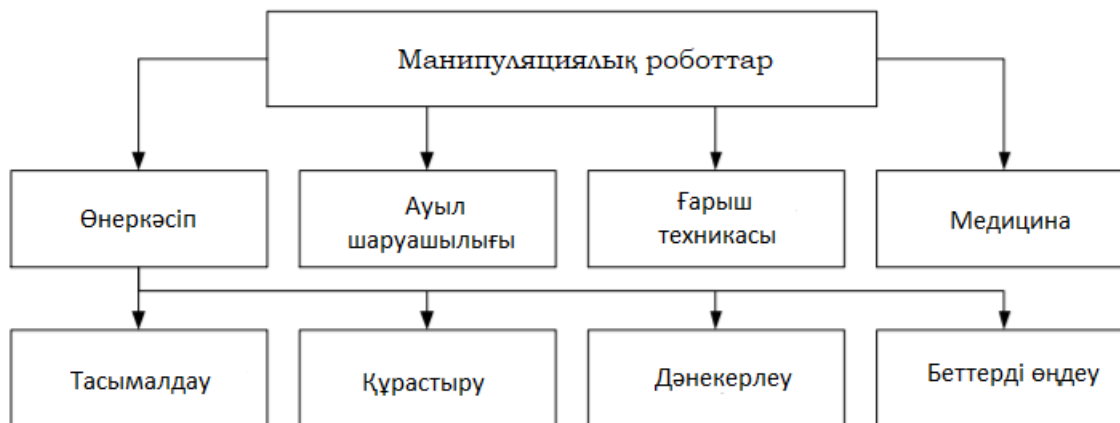 Манипуляциялық роботтар
Өнеркәсіп
Ауыл
шаруашылығы
Ғарыш
техникасы
Медицина
Тасымалдау
Құрастыру
Дәнекерлеу
Беттерді өңдеу